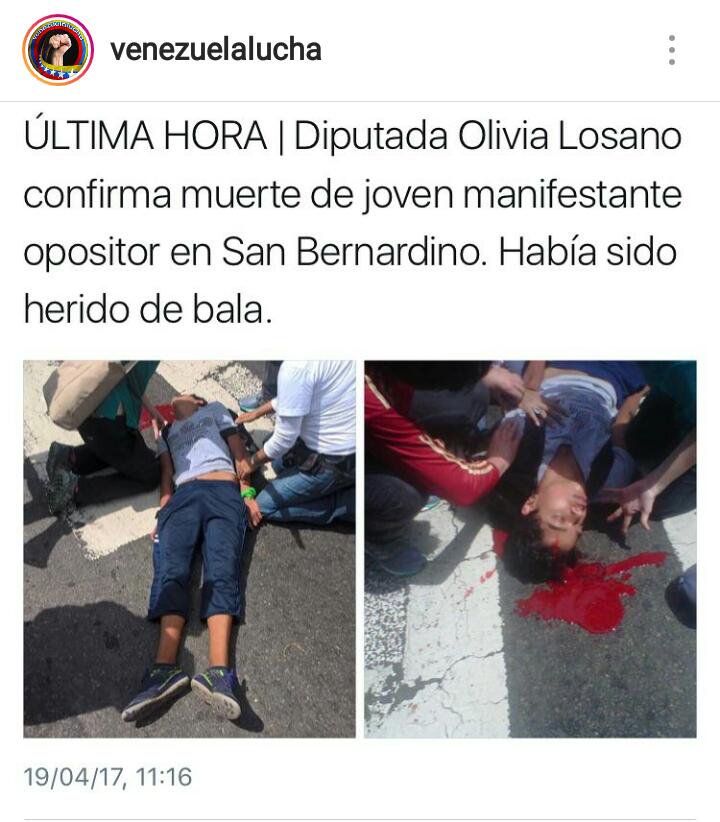 venezuelalucha
ÚLTIMA HORA | Diputada Olivia Losano
confirma muerte de joven manifestante
opositor en San Bernardino. Había sido
herido de bala.
19/04/17, 11:16